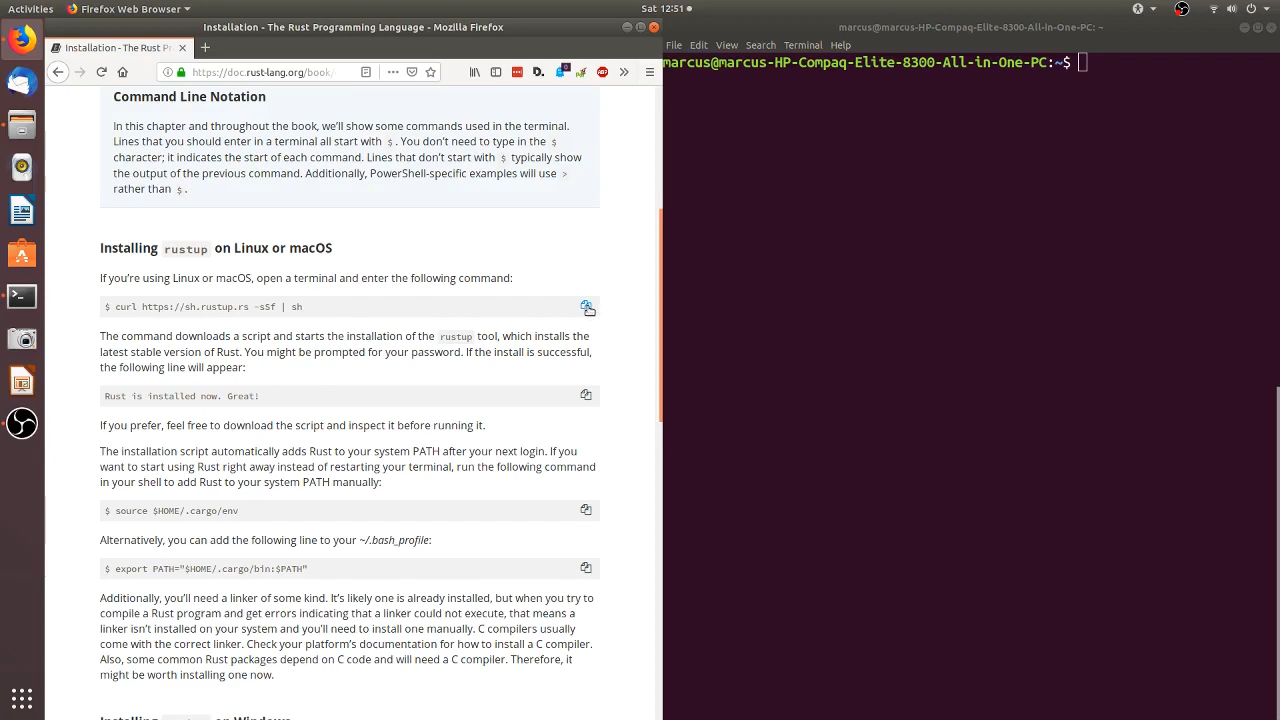 Activities
Firefox Web Browser
Sat 12:51
Installation - The Rust Programming Language - Mozilla Firefox
marcus@marcus-HP-Compaq-Elite-8300-All-in-One-PC: ~
Installation - The Rust Pr
File Edit View Search Terminal Help
https://doc.rust-lang.org/book/
marcus@marcus-HP-Compaq-Elite-8300-All-in-One-PC:~$
Command Line Notation
In this chapter and throughout the book, we’ll show some commands used in the terminal.
Lines that you should enter in a terminal all start with $. You don’t need to type in the $
character; it indicates the start of each command. Lines that don’t start with $ typically show
the output of the previous command. Additionally, PowerShell-specific examples will use >
rather than $.
Installing rustup on Linux or macOS
If you’re using Linux or macOS, open a terminal and enter the following command:
$ curl https://sh.rustup.rs -sSf | sh
The command downloads a script and starts the installation of the rustup tool, which installs the
latest stable version of Rust. You might be prompted for your password. If the install is successful,
the following line will appear:
Rust is installed now. Great!
If you prefer, feel free to download the script and inspect it before running it.
The installation script automatically adds Rust to your system PATH after your next login. If you
want to start using Rust right away instead of restarting your terminal, run the following command
in your shell to add Rust to your system PATH manually:
$ source $HOME/.cargo/env
Alternatively, you can add the following line to your ~/.bash_profile:
$ export PATH="$HOME/.cargo/bin:$PATH"
Additionally, you’ll need a linker of some kind. It’s likely one is already installed, but when you try to
compile a Rust program and get errors indicating that a linker could not execute, that means a
linker isn’t installed on your system and you’ll need to install one manually. C compilers usually
come with the correct linker. Check your platform’s documentation for how to install a C compiler.
Also, some common Rust packages depend on C code and will need a C compiler. Therefore, it
might be worth installing one now.